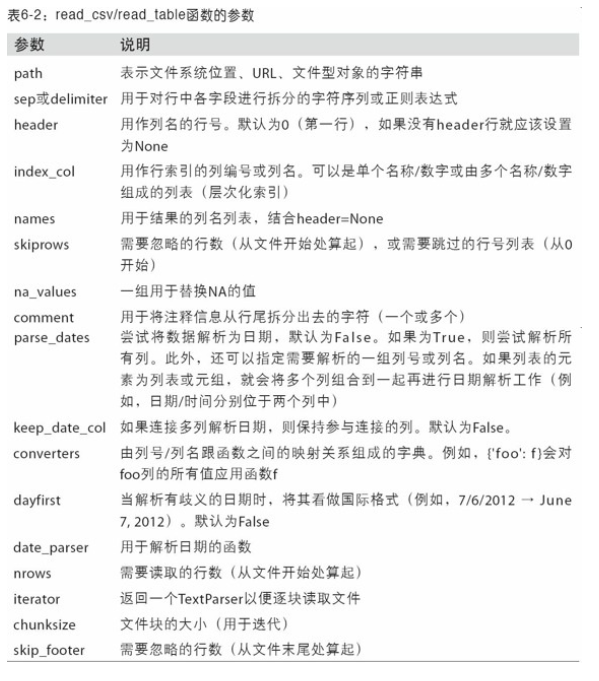 表6-2：read_csv/read_table函数的参数
参数 说明
path 表示文件系统位置、URL、文件型对象的字符串
sep或delimiter 用于对行中各字段进行拆分的字符序列或正则表达式
header 用作列名的行号。默认为0（第一行），如果没有header行就应该设置
为None
index_col 用作行索引的列编号或列名。可以是单个名称/数字或由多个名称/数字
组成的列表（层次化索引）
names 用于结果的列名列表，结合header=None
skiprows 需要忽略的行数（从文件开始处算起），或需要跳过的行号列表（从0
开始）
na_values 一组用于替换NA的值
comment 用于将注释信息从行尾拆分出去的字符（一个或多个）
parse_dates 尝试将数据解析为日期，默认为False。如果为True，则尝试解析所
有列。此外，还可以指定需要解析的一组列号或列名。如果列表的元
素为列表或元组，就会将多个列组合到一起再进行日期解析工作（例
如，日期/时间分别位于两个列中）
keep_date_col 如果连接多列解析日期，则保持参与连接的列。默认为False。
converters 由列号/列名跟函数之间的映射关系组成的字典。例如，{'foo': f}会对
foo列的所有值应用函数f
dayfirst 当解析有歧义的日期时，将其看做国际格式（例如，7/6/2012 → June
7, 2012）。默认为False
date_parser 用于解析日期的函数
nrows 需要读取的行数（从文件开始处算起）
iterator 返回一个TextParser以便逐块读取文件
chunksize 文件块的大小（用于迭代）
skip_footer 需要忽略的行数（从文件末尾处算起）